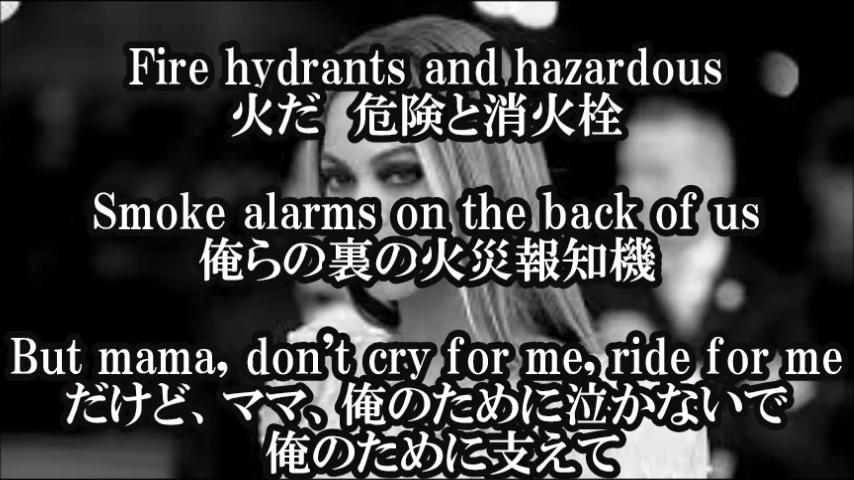 Fire hydrants and hazardous
火だ　危険と消火栓
Smoke alarms on the back of us
俺らの裏の火災報知機
But mama, don't cry for me, ride for me
だけど、ママ、俺のために泣かないで
俺のために支えて